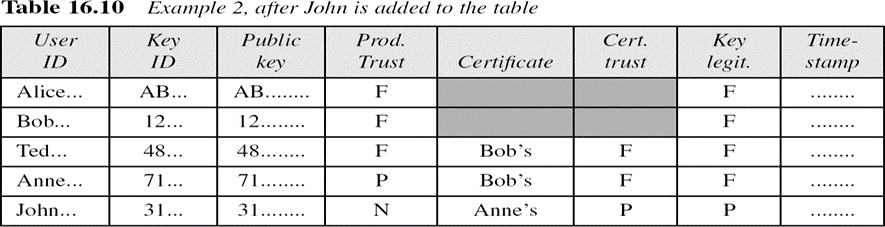 Table 16.10 Example 2, after John is added to the table
User ID Key ID Public key Prod. Trust Certificate Cert. trust Key legit. Time-stamp
Alice... AB... AB........ F F ........
Bob... 12... 12........ F F ........
Ted... 48... 48........ F Bob's F F ........
Anne... 71... 71........ P Bob's F F ........
John... 31... 31........ N Anne's P P ........